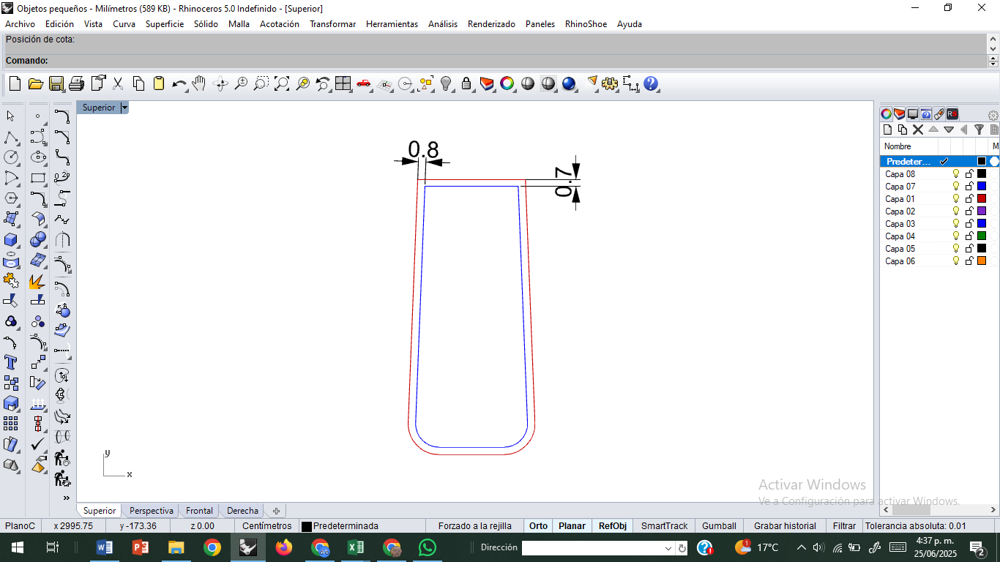 Objetos pequeños - Milímetros (589 KB) - Rhinoceros 5.0 Indefinido - [Superior]
Archivo Edición Vista Curva Superficie Sólido Malla Acotación Transformar Herramientas Análisis Renderizado Paneles RhinoShoe Ayuda
Posición de cota:
Comando:
Superior
0.8
0.7
y
x
Nombre M
Predeter...
Capa 08
Capa 07
Capa 01
Capa 02
Capa 03
Capa 04
Capa 05
Capa 06
Activar Windows
Ve a Configuración para activar Windows.
Superior Perspectiva Frontal Derecha
PlanoC x 2995.75 y -173.36 z 0.00 Centímetros Predeterminada Forzado a la rejilla Orto Planar RefObj SmartTrack Gumball Grabar historial Filtrar Tolerancia absoluta: 0.01
Dirección 1 17°C 4:37 p. m.
25/06/2025 2